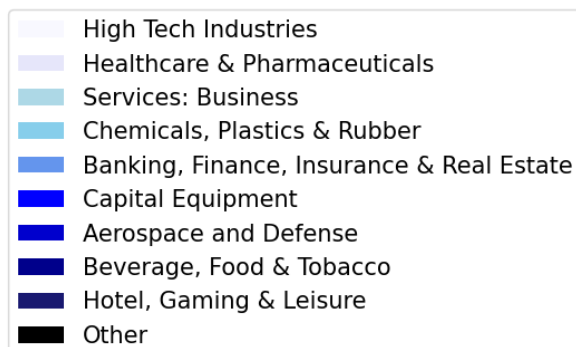 High Tech Industries
Healthcare & Pharmaceuticals
Services: Business
Chemicals, Plastics & Rubber
Banking, Finance, Insurance & Real Estate
Capital Equipment
Aerospace and Defense
Beverage, Food & Tobacco
Hotel, Gaming & Leisure
Other